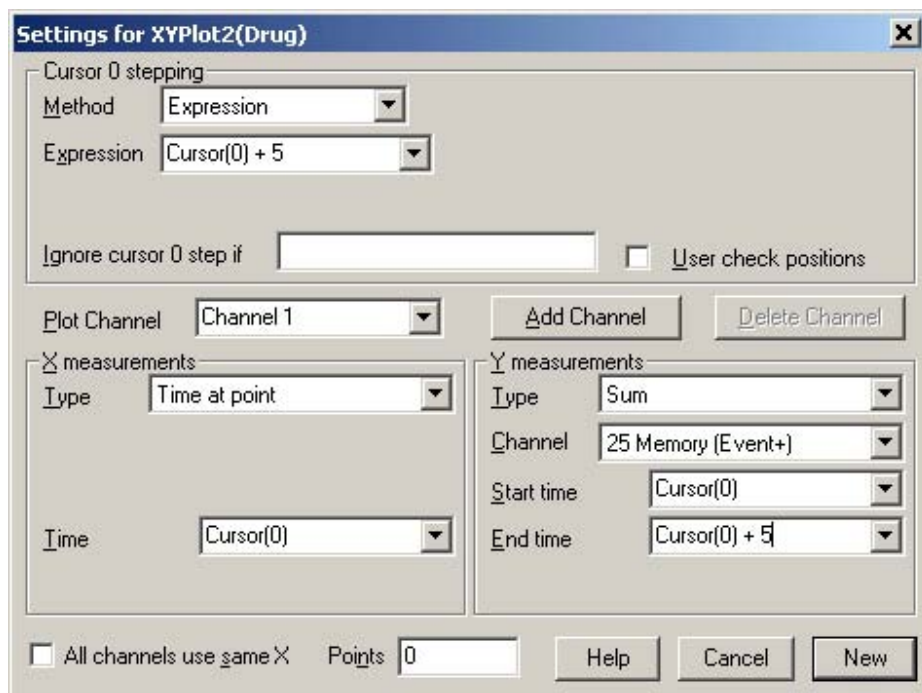 Settings for XYPlot2(Drug)
Cursor 0 stepping
Method Expression
Expression Cursor(0) + 5
Ignore cursor 0 step if User check positions
Plot Channel Channel 1 Add Channel Delete Channel
X measurements
Type Time at point
Time Cursor(0)
Y measurements
Type Sum
Channel 25 Memory (Event+)
Start time Cursor(0)
End time Cursor(0) + 5
All channels use same X Points 0 Help Cancel New